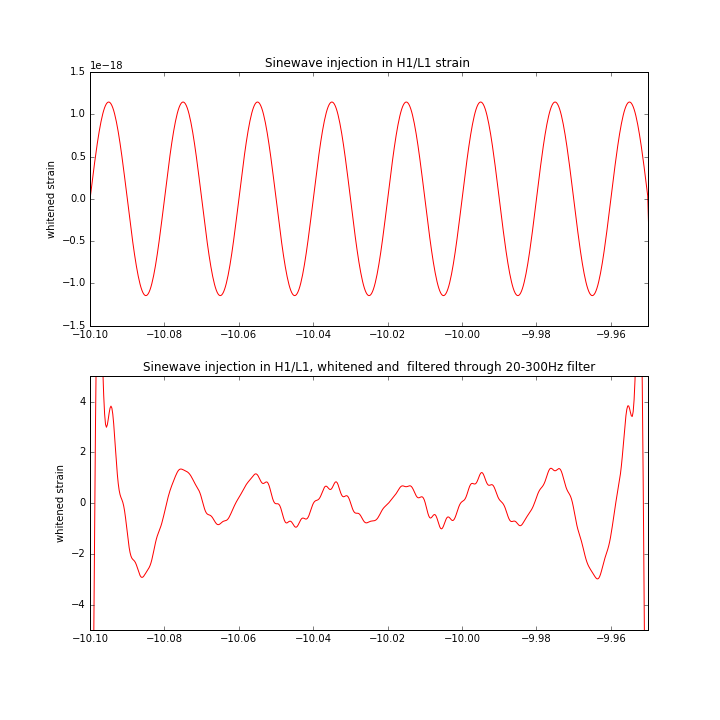 Sinewave injection in H1/L1 strain
1e−18
1.5
1.0
0.5
0.0
−0.5
−1.0
−1.5
whitened strain
−10.10 −10.08 −10.06 −10.04 −10.02 −10.00 −9.98 −9.96
Sinewave injection in H1/L1, whitened and  filtered through 20-300Hz filter
4
2
0
−2
−4
whitened strain
−10.10 −10.08 −10.06 −10.04 −10.02 −10.00 −9.98 −9.96